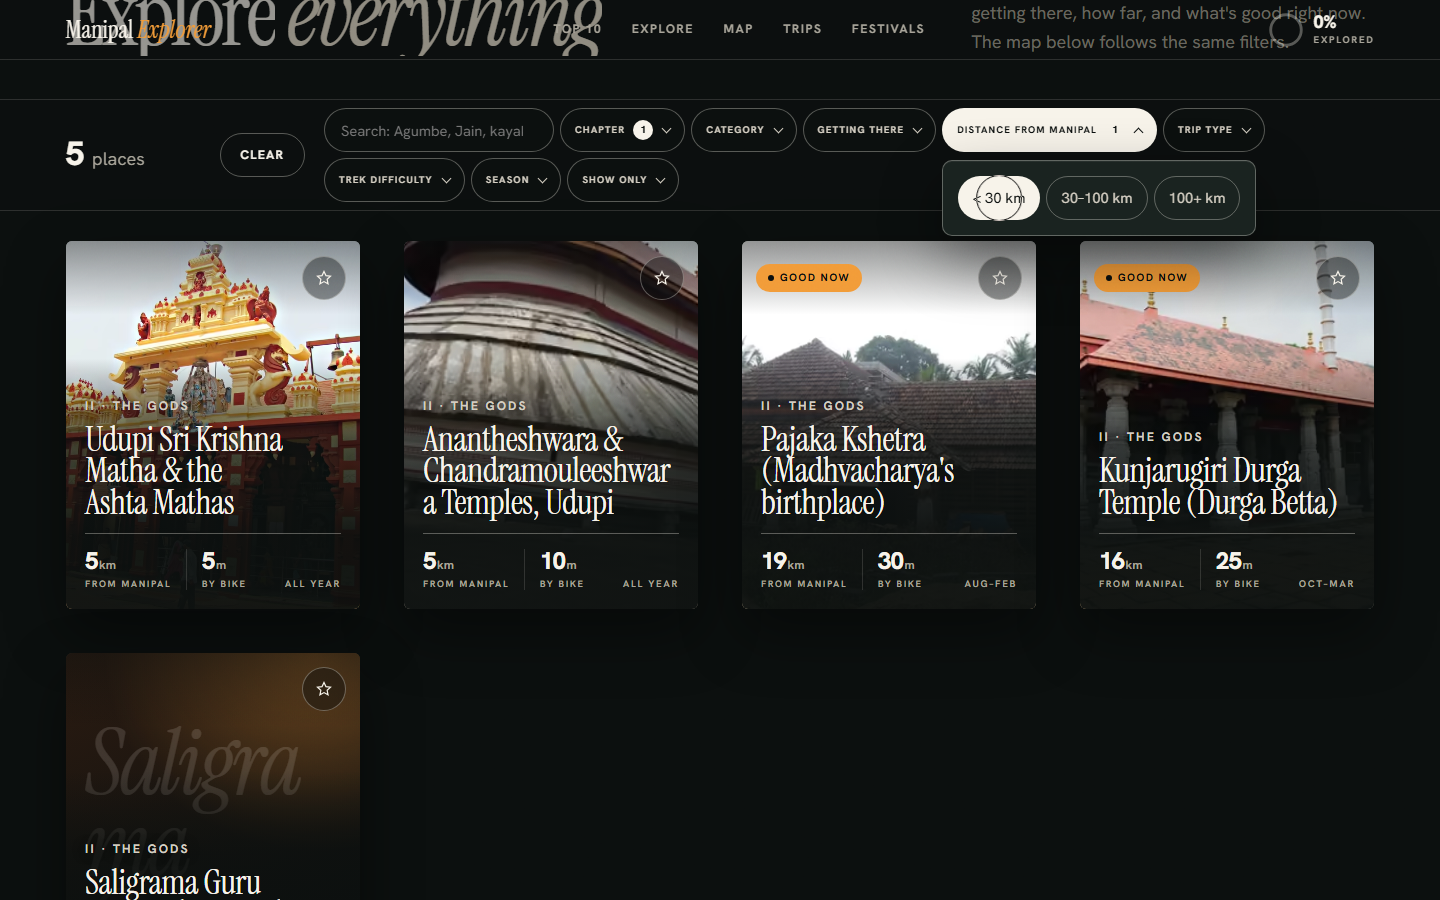 Explore everything
getting there, how far, and what's good right now.
Manipal Explorer
TOP 10
EXPLORE
MAP
TRIPS
FESTIVALS
0%
EXPLORED
The map below follows the same filters.
5 places
CLEAR
Search: Agumbe, Jain, kayal
CHAPTER 1
CATEGORY
GETTING THERE
DISTANCE FROM MANIPAL 1
TRIP TYPE
TREK DIFFICULTY
SEASON
SHOW ONLY
< 30 km
30–100 km
100+ km
II · THE GODS
Udupi Sri Krishna
Matha & the
Ashta Mathas
5km
FROM MANIPAL
5m
BY BIKE
ALL YEAR
II · THE GODS
Anantheshwara &
Chandramouleeshwar
a Temples, Udupi
5km
FROM MANIPAL
10m
BY BIKE
ALL YEAR
GOOD NOW
II · THE GODS
Pajaka Kshetra
(Madhvacharya's
birthplace)
19km
FROM MANIPAL
30m
BY BIKE
AUG–FEB
GOOD NOW
II · THE GODS
Kunjarugiri Durga
Temple (Durga Betta)
16km
FROM MANIPAL
25m
BY BIKE
OCT–MAR
Saligra
ma
II · THE GODS
Saligrama Guru